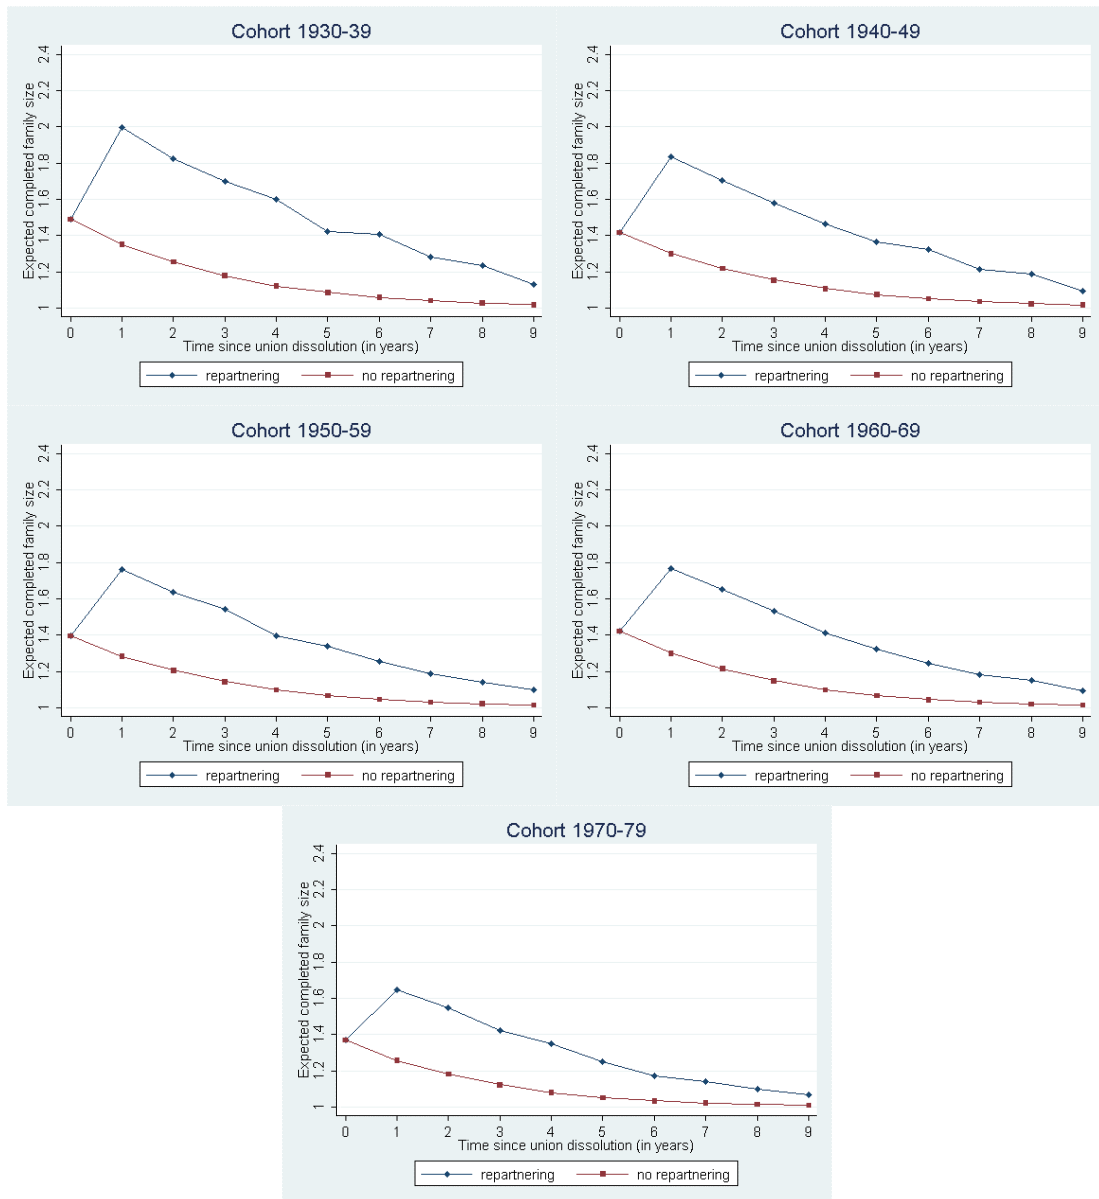 Cohort 1930-39
Expected completed family size
2.4
2.2
2
1.8
1.6
1.4
1.2
1
0 1 2 3 4 5 6 7 8 9
Time since union dissolution (in years)
repartnering no repartnering
Cohort 1940-49
Expected completed family size
2.4
2.2
2
1.8
1.6
1.4
1.2
1
0 1 2 3 4 5 6 7 8 9
Time since union dissolution (in years)
repartnering no repartnering
Cohort 1950-59
Expected completed family size
2.4
2.2
2
1.8
1.6
1.4
1.2
1
0 1 2 3 4 5 6 7 8 9
Time since union dissolution (in years)
repartnering no repartnering
Cohort 1960-69
Expected completed family size
2.4
2.2
2
1.8
1.6
1.4
1.2
1
0 1 2 3 4 5 6 7 8 9
Time since union dissolution (in years)
repartnering no repartnering
Cohort 1970-79
Expected completed family size
2.4
2.2
2
1.8
1.6
1.4
1.2
1
0 1 2 3 4 5 6 7 8 9
Time since union dissolution (in years)
repartnering no repartnering